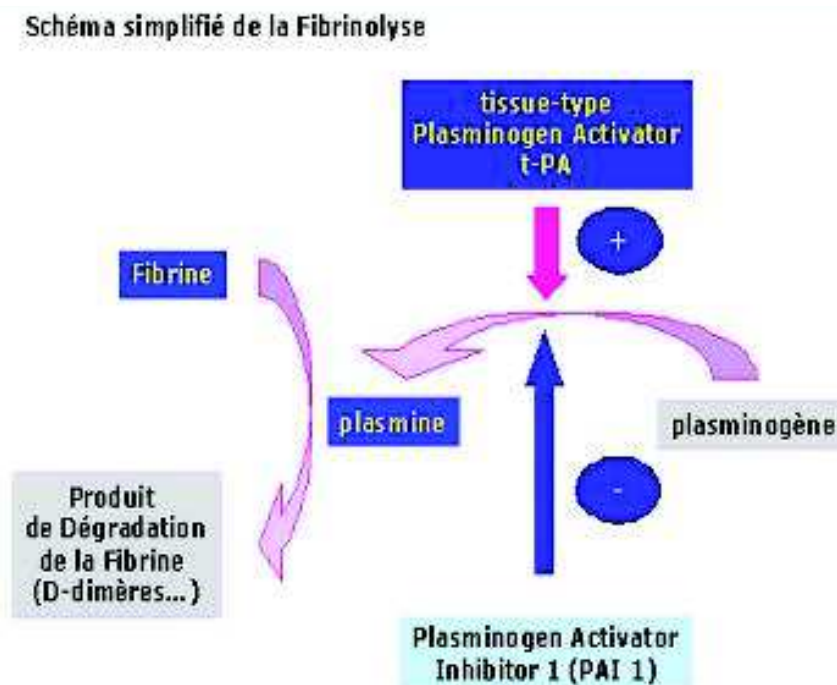 Schéma simplifié de la Fibrinolyse
tissue-type
Plasminogen Activator
t-PA
+
Fibrine
plasmine
plasminogène
-
Produit
de Dégradation
de la Fibrine
(D-dimères...)
Plasminogen Activator
Inhibitor 1 (PAI 1)